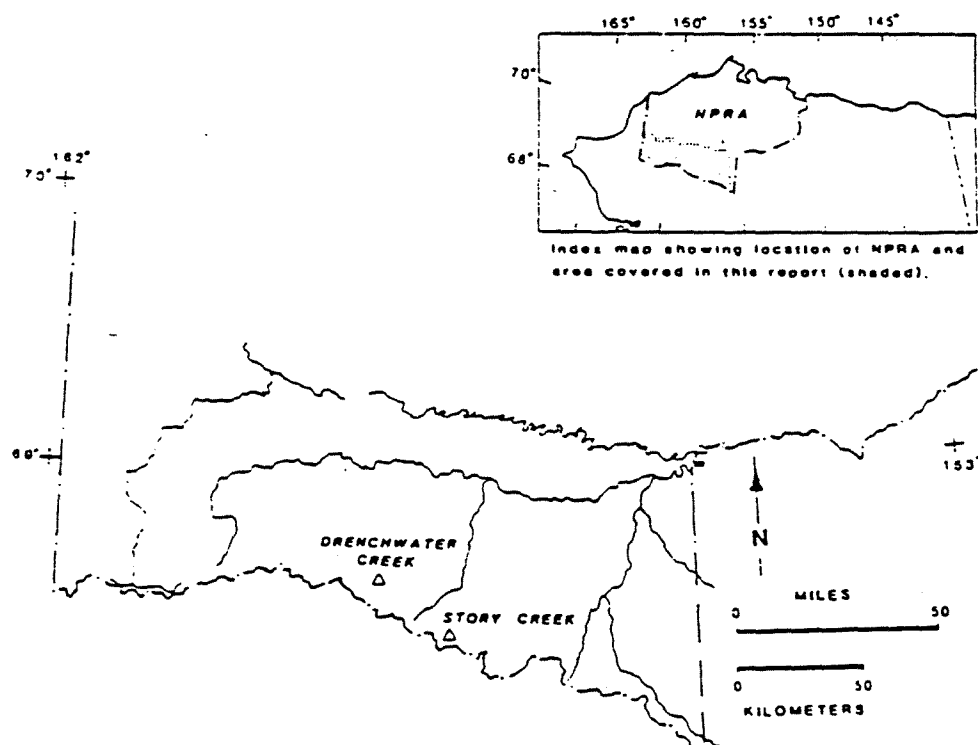 165° 160° 155° 150° 145°
70°
NPRA
68°
Index map showing location of NPRA and
area covered in this report (shaded).
162°
70°
69°
153°
DRENCHWATER
CREEK
STORY CREEK
N
MILES
0 50
0 50
KILOMETERS